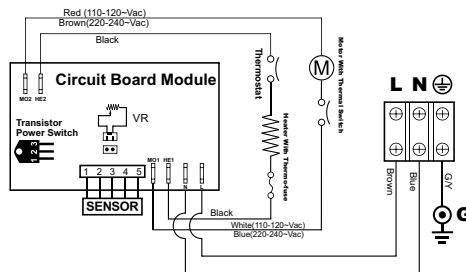 Red (110-120~Vac)
Brown(220-240~Vac)
Black
MO2 HE2
Circuit Board Module
VR
Transistor
Power Switch
1 2 3
1 2 3 4 5
SENSOR
MO1 HE1 N L
Thermostat
Heater With Thermo-fuse
M
Motor With Thermal Switch
Black
White(110-120~Vac)
Blue(220-240~Vac)
L N
Brown
Blue
G/Y
G